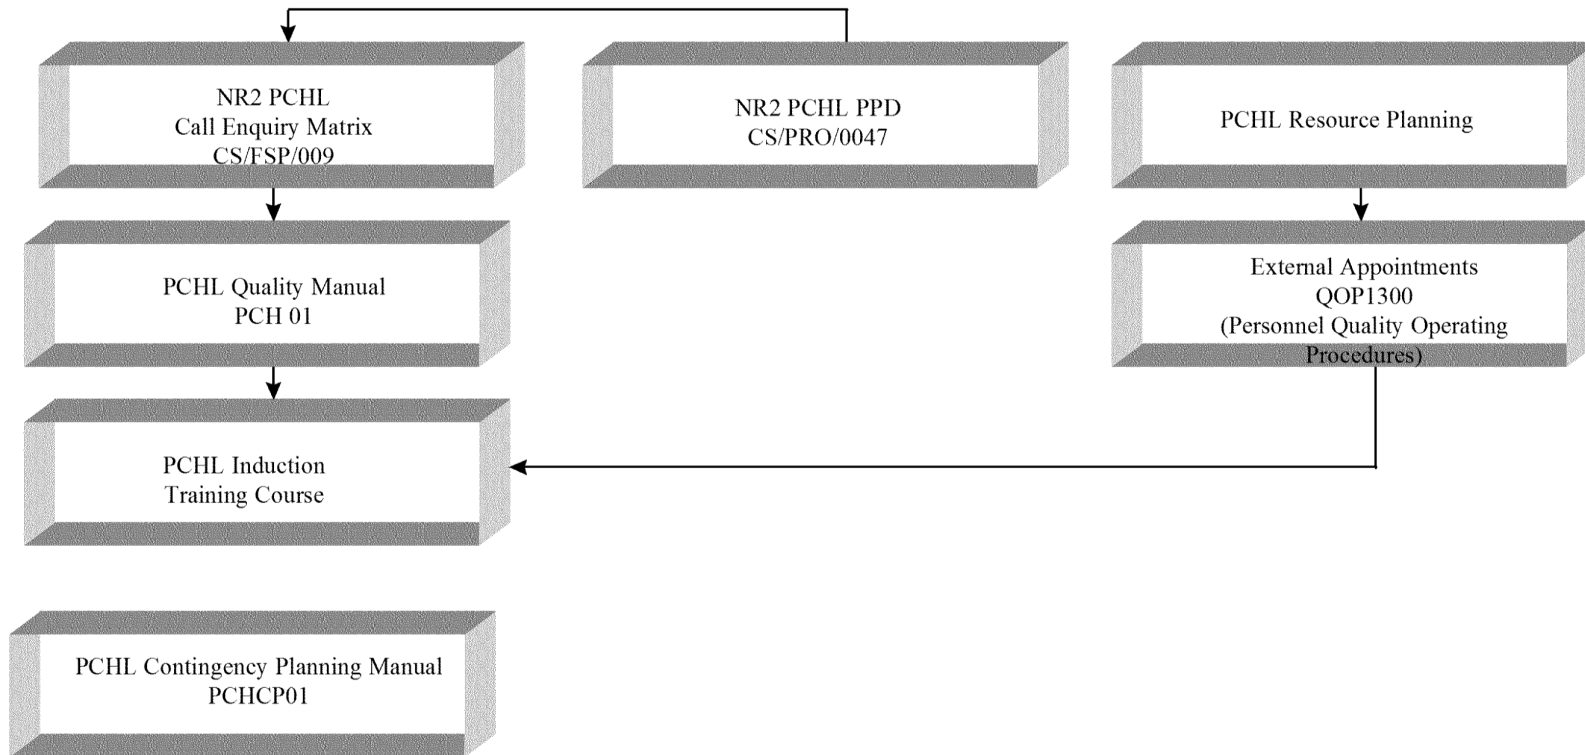 NR2 PCHL
Call Enquiry Matrix
CS/FSP/009
NR2 PCHL PPD
CS/PRO/0047
PCHL Resource Planning
PCHL Quality Manual
PCH 01
External Appointments
QOP1300
(Personnel Quality Operating
Procedures)
PCHL Induction
Training Course
PCHL Contingency Planning Manual
PCHCP01